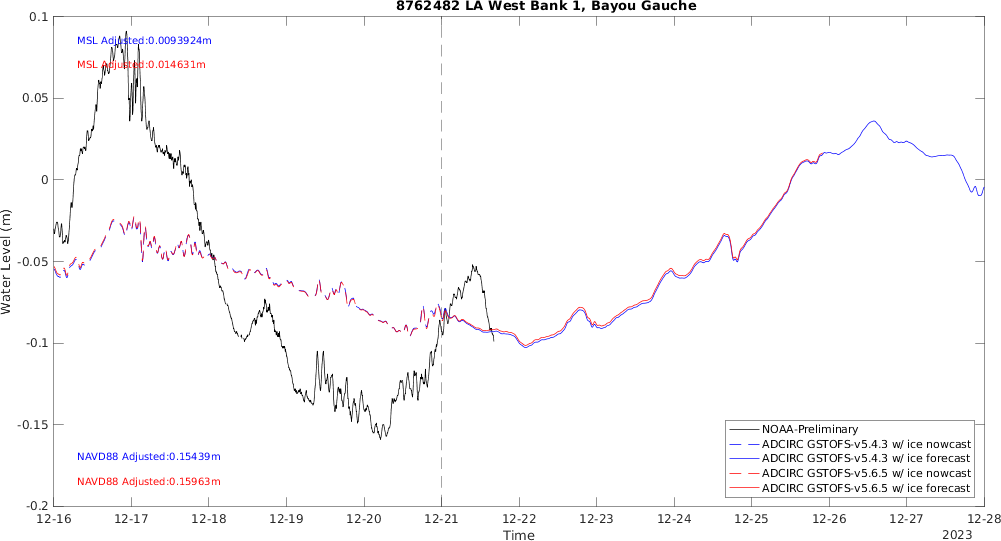 8762482 LA West Bank 1, Bayou Gauche
0.1
MSL Adjusted:0.0093924m
MSL Adjusted:0.014631m
0.05
0
-0.05
-0.1
-0.15
-0.2
Water Level (m)
NAVD88 Adjusted:0.15439m
NAVD88 Adjusted:0.15963m
NOAA-Preliminary
ADCIRC GSTOFS-v5.4.3 w/ ice nowcast
ADCIRC GSTOFS-v5.4.3 w/ ice forecast
ADCIRC GSTOFS-v5.6.5 w/ ice nowcast
ADCIRC GSTOFS-v5.6.5 w/ ice forecast
12-16 12-17 12-18 12-19 12-20 12-21 12-22 12-23 12-24 12-25 12-26 12-27 12-28
Time
2023